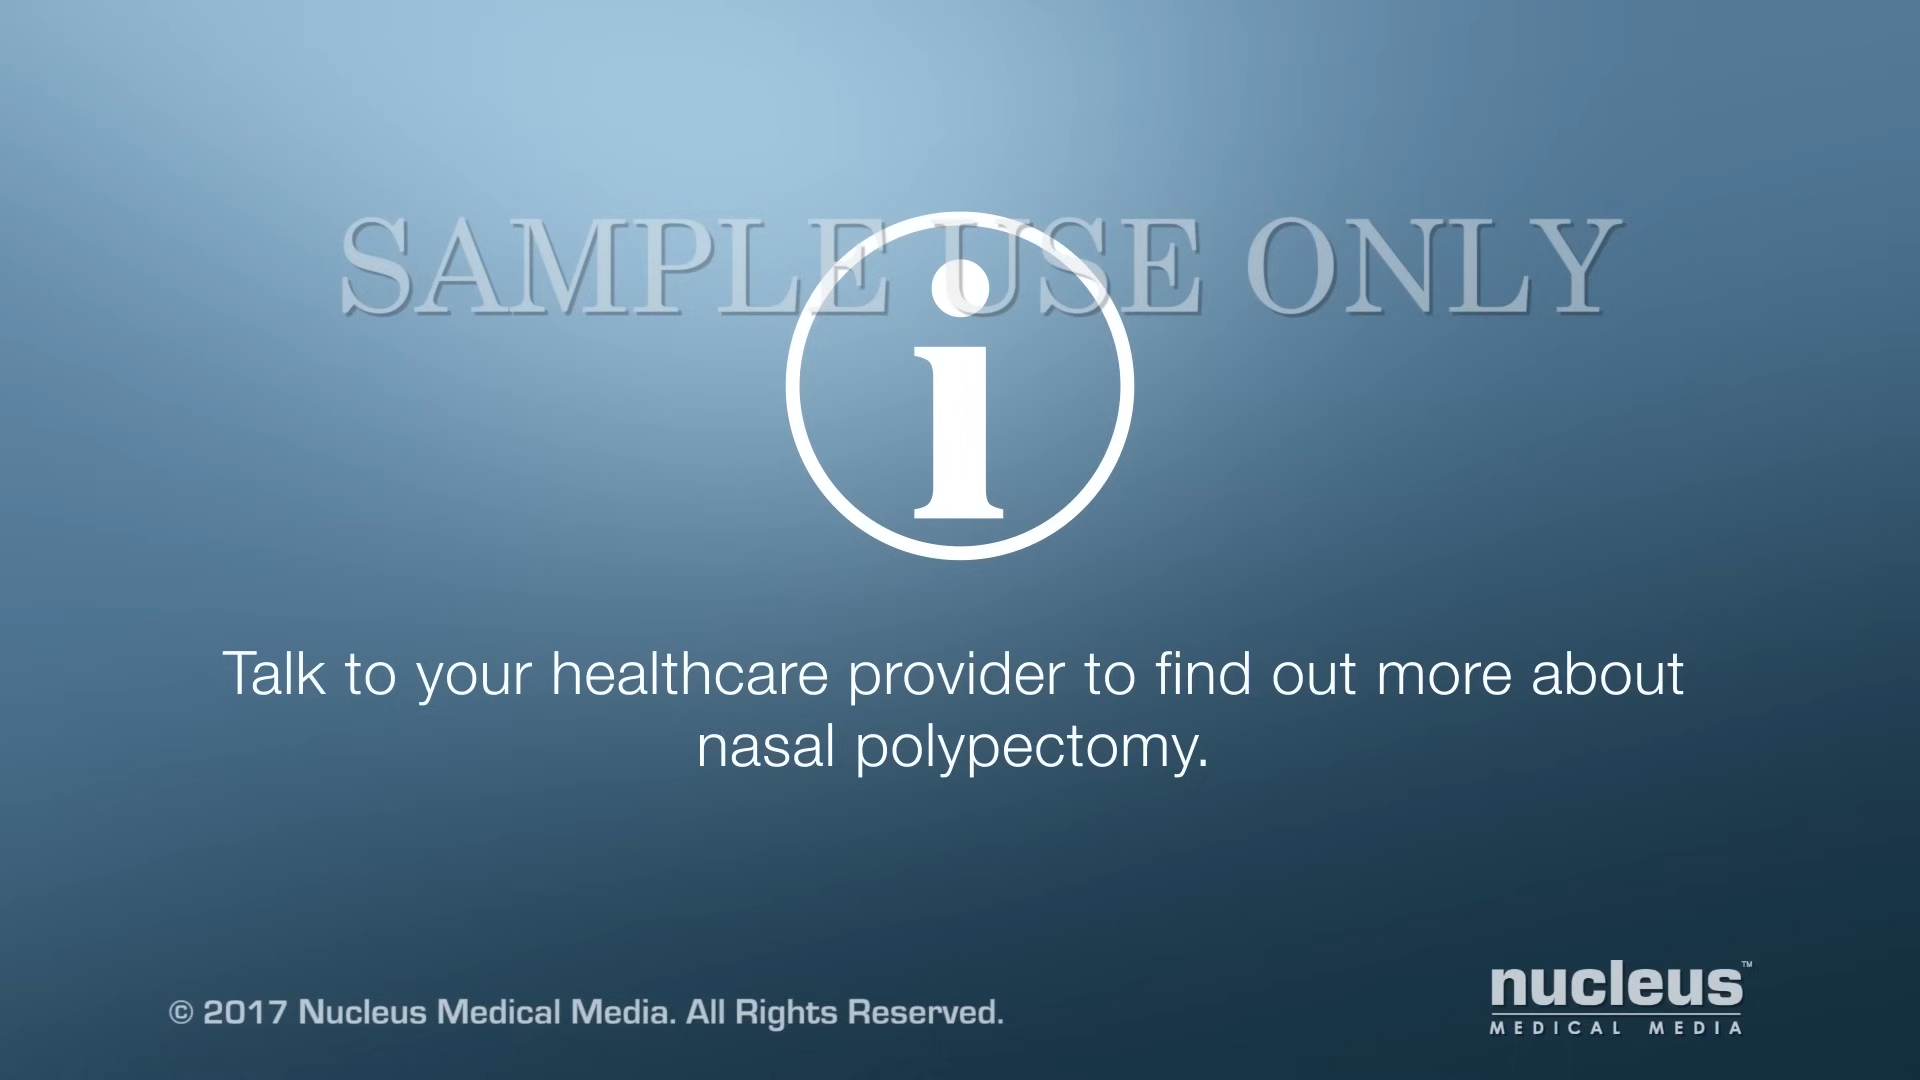 SAMPLE USE ONLY
i
Talk to your healthcare provider to find out more about
nasal polypectomy.
© 2017 Nucleus Medical Media. All Rights Reserved.
nucleus™
MEDICAL MEDIA